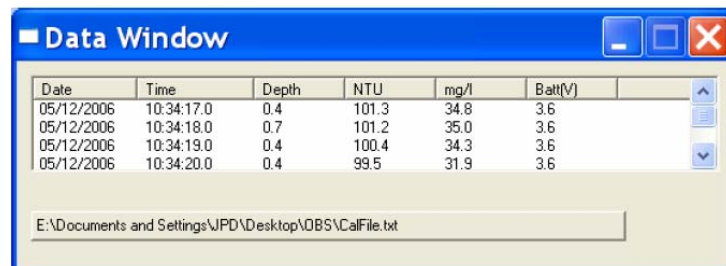 Data Window
Date Time Depth NTU mg/l Batt(V)
05/12/2006 10:34:17.0 0.4 101.3 34.8 3.6
05/12/2006 10:34:18.0 0.7 101.2 35.0 3.6
05/12/2006 10:34:19.0 0.4 100.4 34.3 3.6
05/12/2006 10:34:20.0 0.4 99.5 31.9 3.6
E:\Documents and Settings\JPD\Desktop\OBS\CalFile.txt